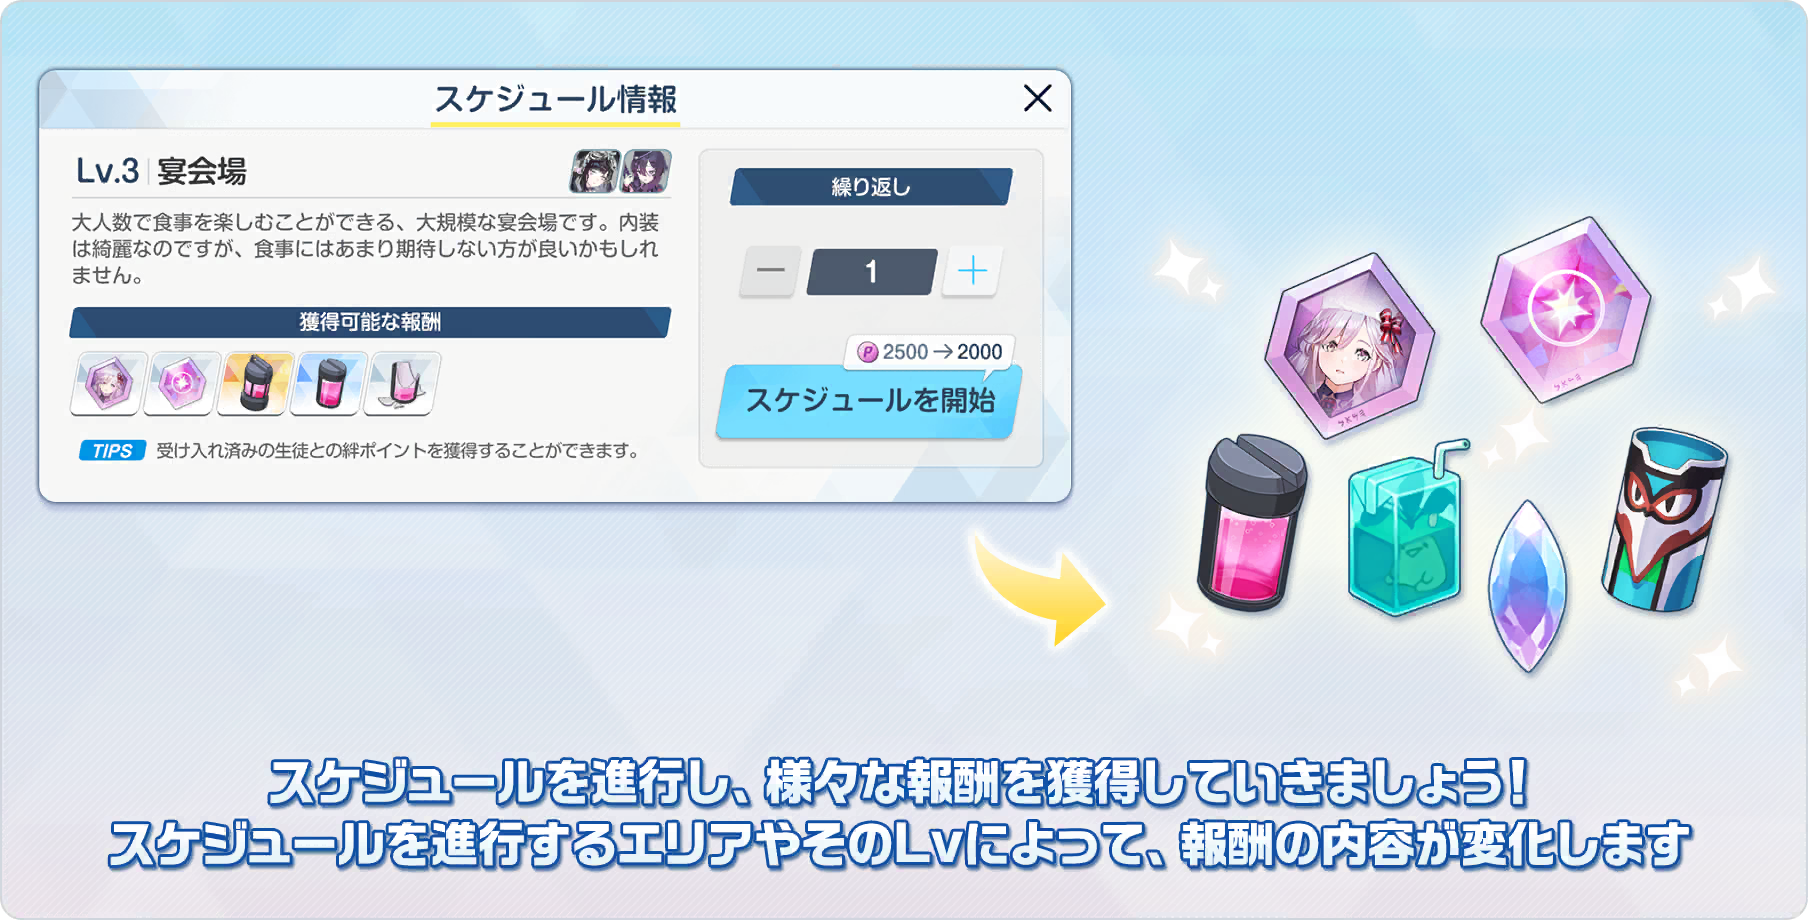 スケジュール情報
Lv.3 宴会場
大人数で食事を楽しむことができる、大規模な宴会場です。内装
は綺麗なのですが、食事にはあまり期待しない方が良いかもしれ
ません。
獲得可能な報酬
TIPS 受け入れ済みの生徒との絆ポイントを獲得することができます。
繰り返し
1
P 2500→2000
スケジュールを開始
スケジュールを進行し、様々な報酬を獲得していきましょう!
スケジュールを進行するエリアやそのLvによって、報酬の内容が変化します